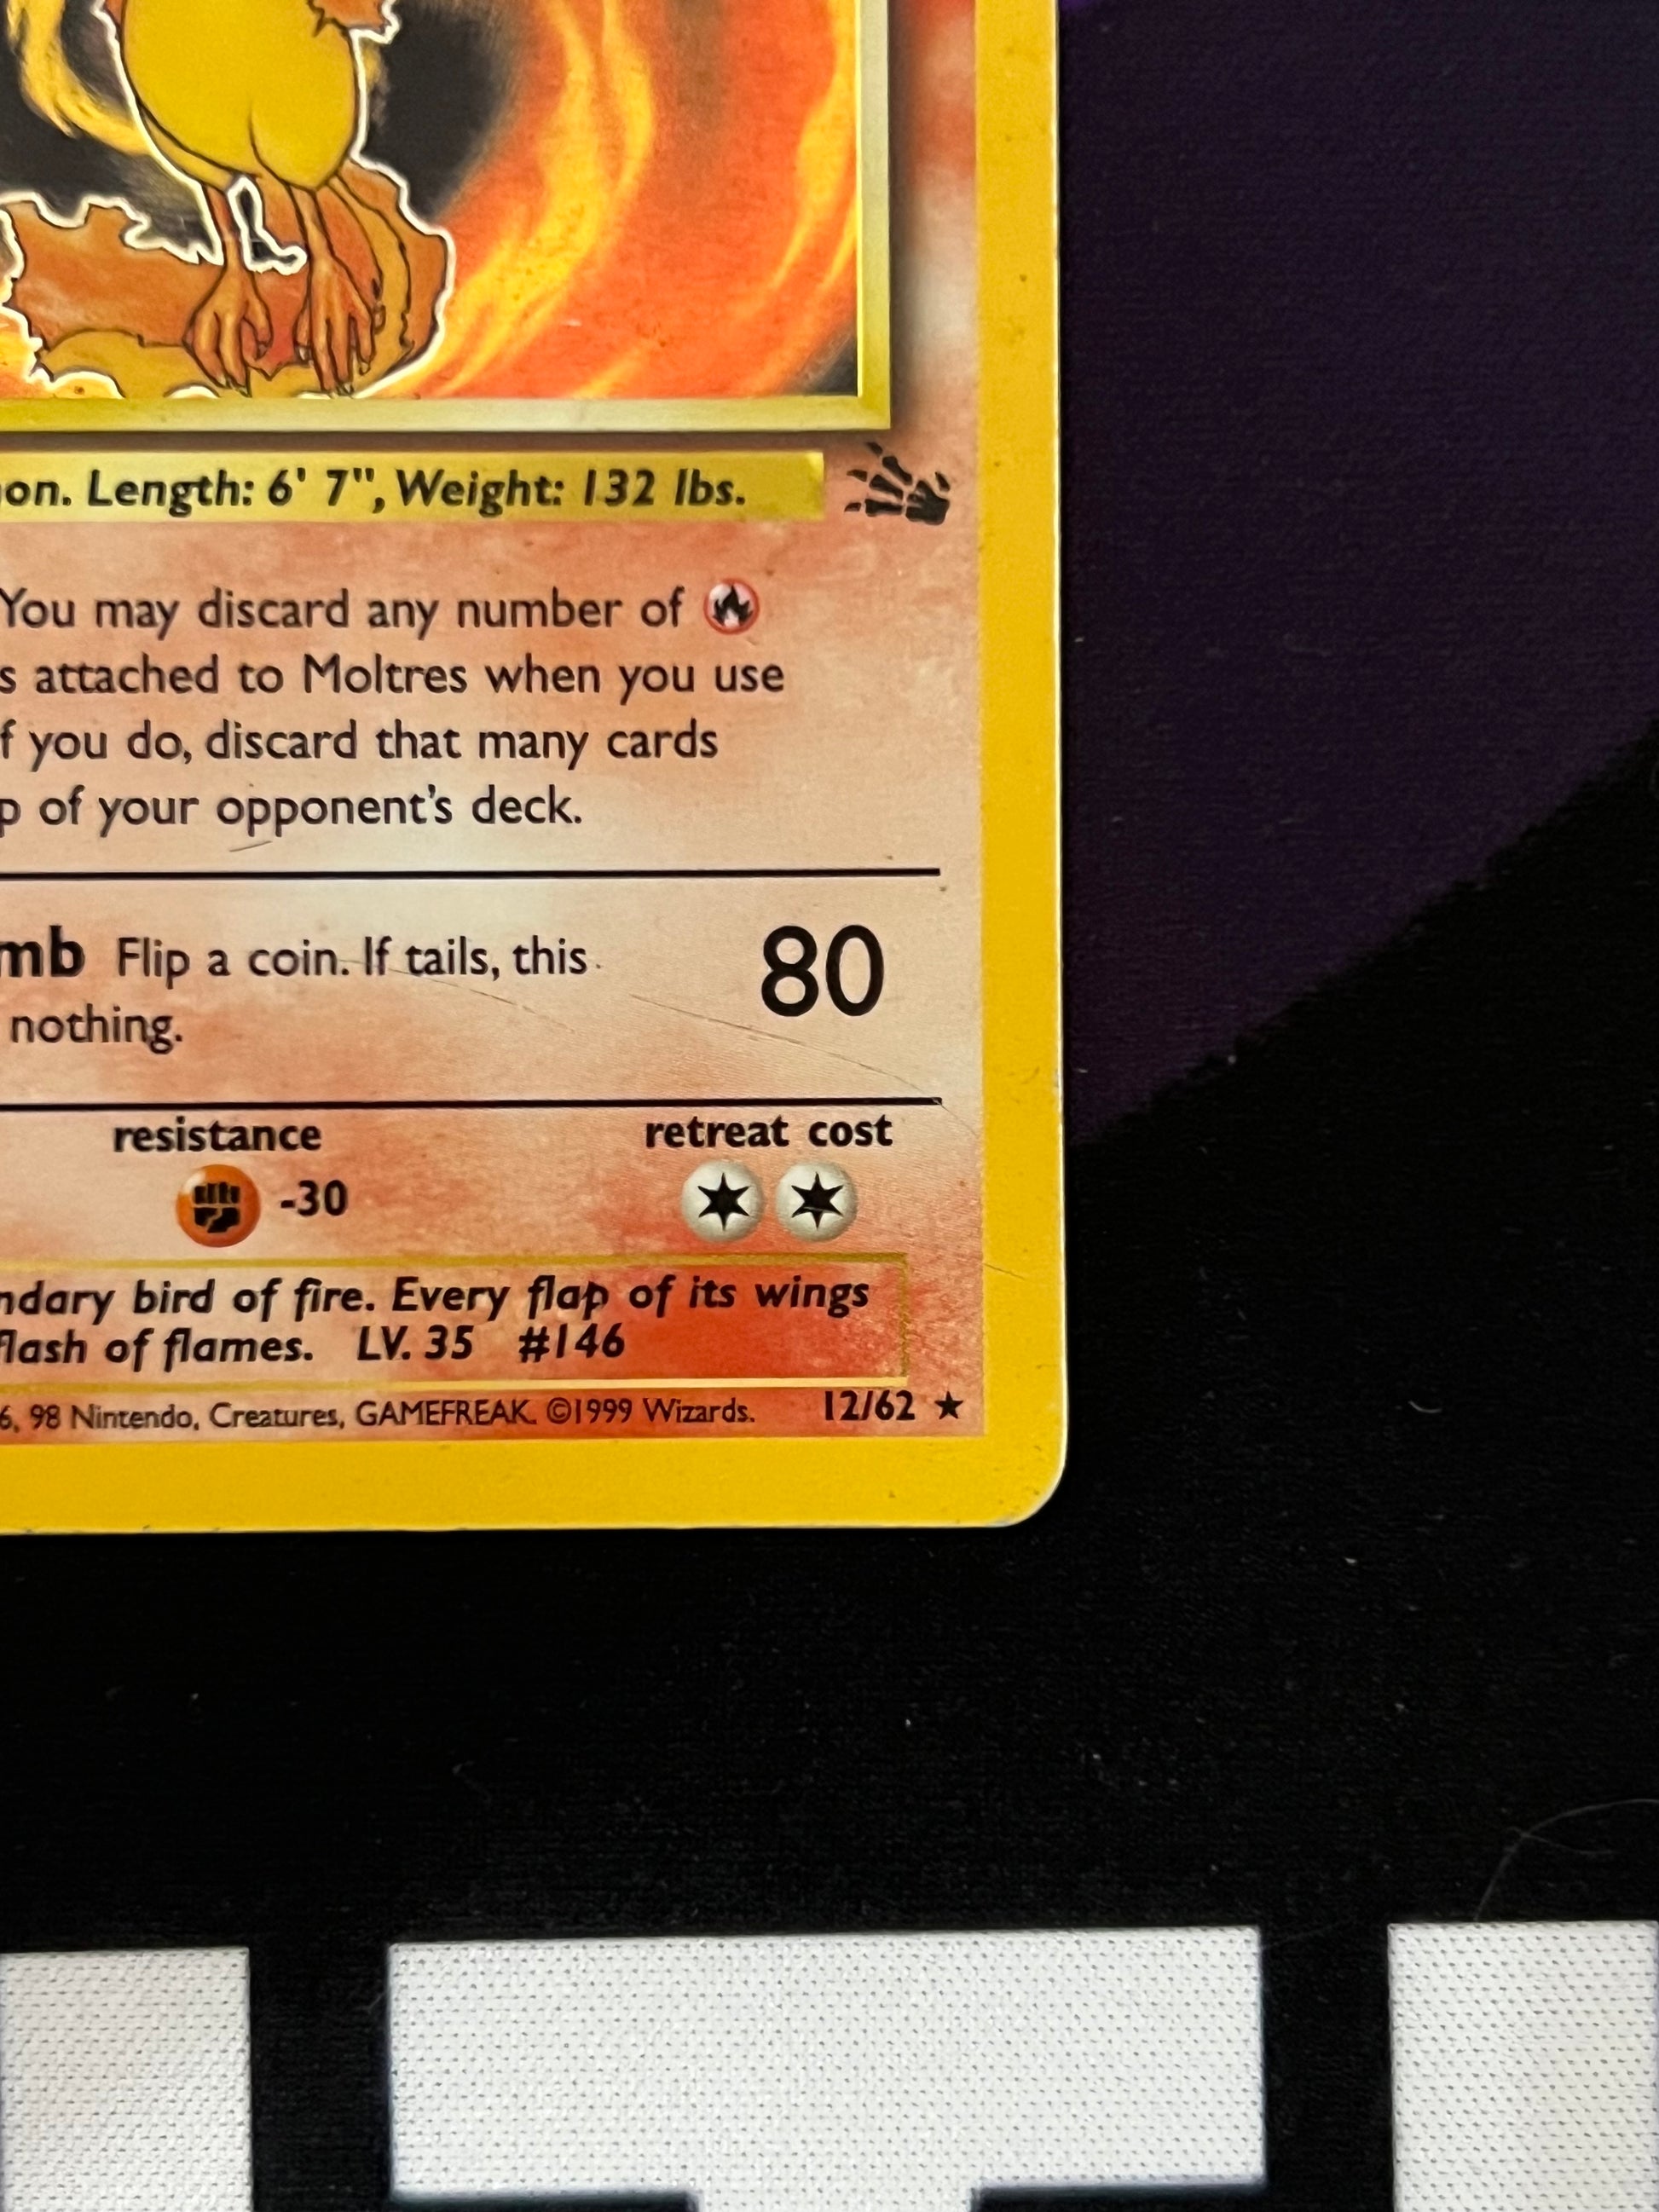 on. Length: 6' 7", Weight: 132 lbs.
You may discard any number of
s attached to Moltres when you use
f you do, discard that many cards
p of your opponent's deck.
mb Flip a coin. If tails, this 80
nothing.
resistance retreat cost
-30
ndary bird of fire. Every flap of its wings
flash of flames. LV. 35 #146
6, 98 Nintendo, Creatures, GAMEFREAK. ©1999 Wizards. 12/62 ★